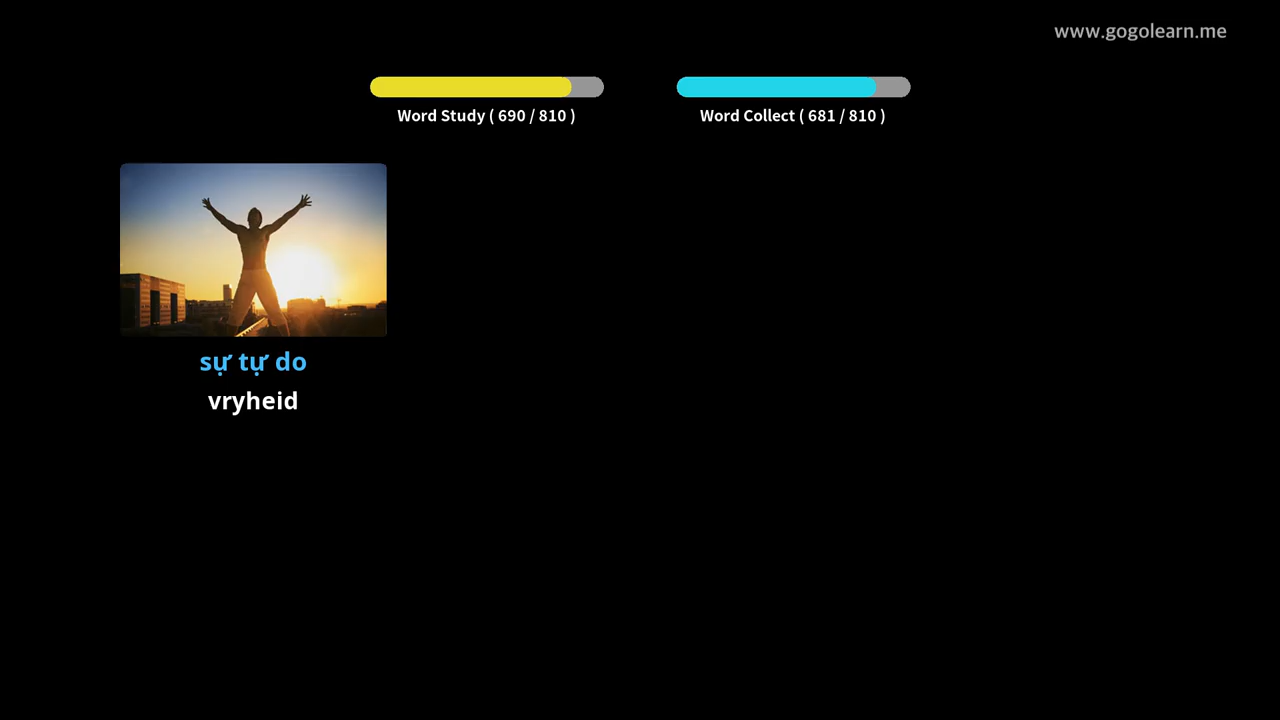 www.gogolearn.me
Word Study ( 690 / 810 )
Word Collect ( 681 / 810 )
sự tự do
vryheid